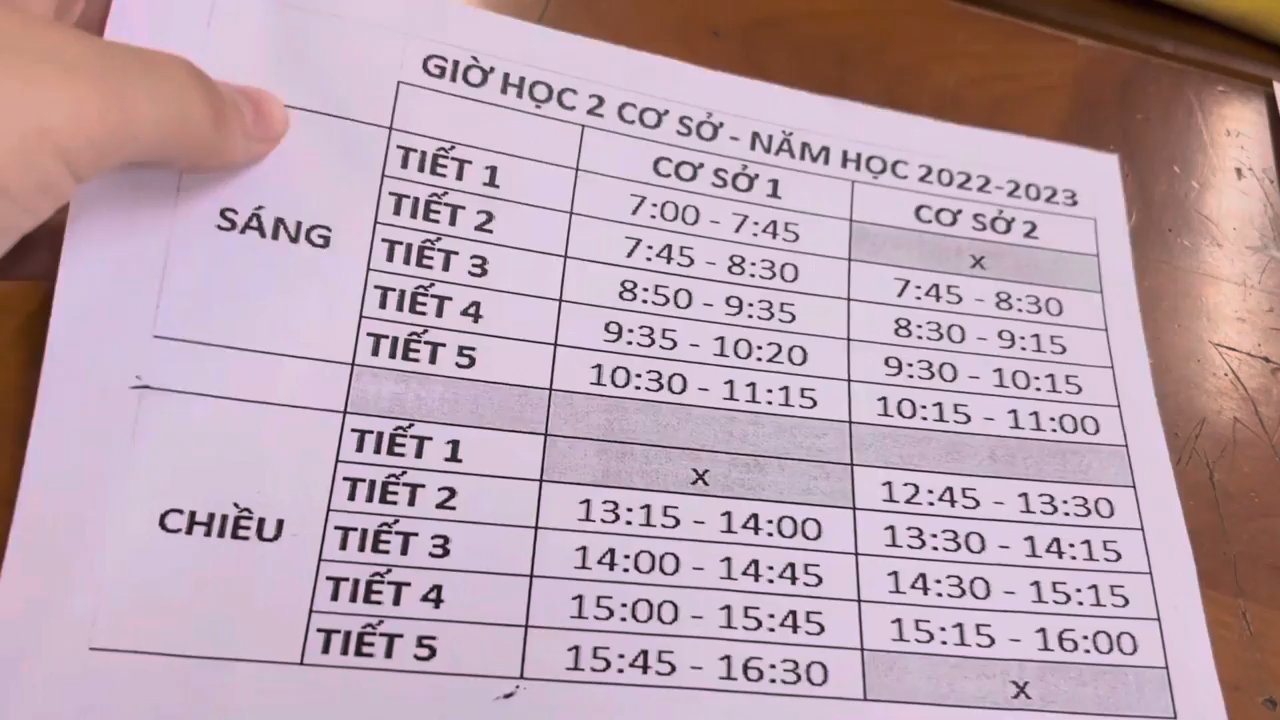 GIỜ HỌC 2 CƠ SỞ - NĂM HỌC 2022-2023
CƠ SỞ 1 CƠ SỞ 2
SÁNG
TIẾT 1 7:00 - 7:45 x
TIẾT 2 7:45 - 8:30 7:45 - 8:30
TIẾT 3 8:50 - 9:35 8:30 - 9:15
TIẾT 4 9:35 - 10:20 9:30 - 10:15
TIẾT 5 10:30 - 11:15 10:15 - 11:00
CHIỀU
TIẾT 1 x 12:45 - 13:30
TIẾT 2 13:15 - 14:00 13:30 - 14:15
TIẾT 3 14:00 - 14:45 14:30 - 15:15
TIẾT 4 15:00 - 15:45 15:15 - 16:00
TIẾT 5 15:45 - 16:30 x